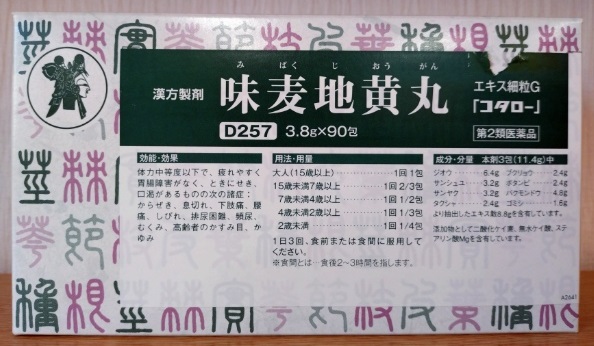 み ばく じ おう がん
漢方製剤 味麦地黄丸 エキス細粒G
「コタロー」
D257 3.8g×90包
第2類医薬品
効能・効果
体力中等度以下で、疲れやすく
胃腸障害がなく、ときにせき、
口渇があるものの次の諸症:
からぜき、息切れ、下肢痛、腰
痛、しびれ、排尿困難、頻尿、
むくみ、高齢者のかすみ目、か
ゆみ
用法・用量
大人(15歳以上)……1回1包
15歳未満7歳以上……1回2/3包
7歳未満4歳以上……1回1/2包
4歳未満2歳以上……1回1/3包
2歳未満……1回1/4包
1日3回、食前または食間に服用して
ください。
※食間とは…食後2〜3時間を指します。
成分・分量 本剤3包(11.4g)中
ジオウ 6.4g ブクリョウ 2.4g
サンシュユ 3.2g ボタンピ 2.4g
サンヤク 3.2g バクモンドウ 4.8g
タクシャ 2.4g ゴミシ 1.6g
より抽出したエキス散6.8gを含有しています。
添加物として二酸化ケイ素、無水ケイ酸、ステ
アリン酸Mgを含有しています。
AZ641